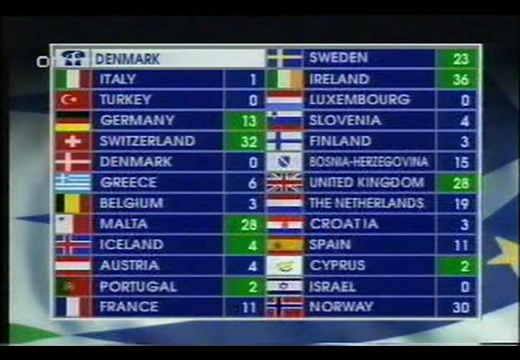 DENMARK
ITALY 1
TURKEY 0
GERMANY 13
SWITZERLAND 32
DENMARK 0
GREECE 6
BELGIUM 3
MALTA 28
ICELAND 4
AUSTRIA 4
PORTUGAL 2
FRANCE 11
SWEDEN 23
IRELAND 36
LUXEMBOURG 0
SLOVENIA 4
FINLAND 3
BOSNIA-HERZEGOVINA 15
UNITED KINGDOM 28
THE NETHERLANDS 19
CROATIA 3
SPAIN 11
CYPRUS 2
ISRAEL 0
NORWAY 30